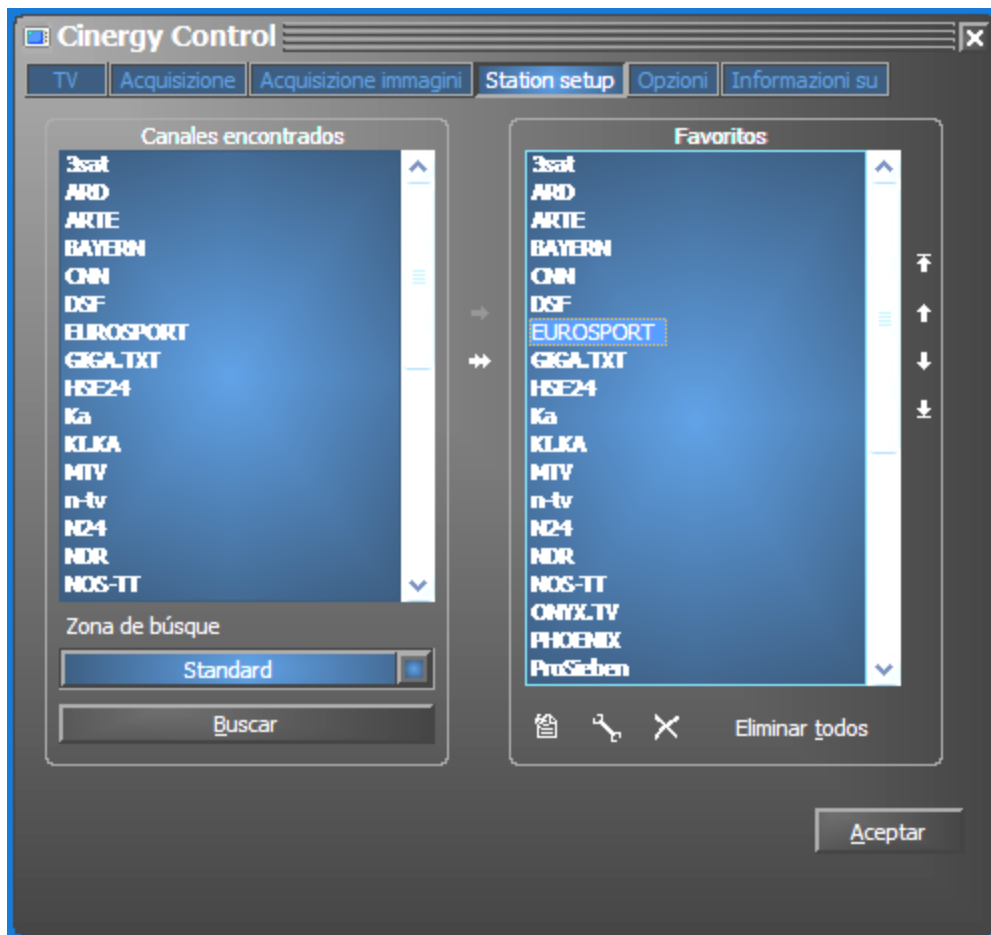 Cinergy Control
TV Acquisizione Acquisizione immagini Station setup Opzioni Informazioni su
Canales encontrados
3sat
ARD
ARTE
BAYERN
CNN
DSF
EUROSPORT
GIGA.TXT
HSE24
Ka
KI.KA
MTV
n-tv
N24
NDR
NOS-TT
Zona de búsque
Standard
Buscar
Favoritos
3sat
ARD
ARTE
BAYERN
CNN
DSF
EUROSPORT
GIGA.TXT
HSE24
Ka
KI.KA
MTV
n-tv
N24
NDR
NOS-TT
ONYX.TV
PHOENIX
ProSieben
Eliminar todos
Aceptar